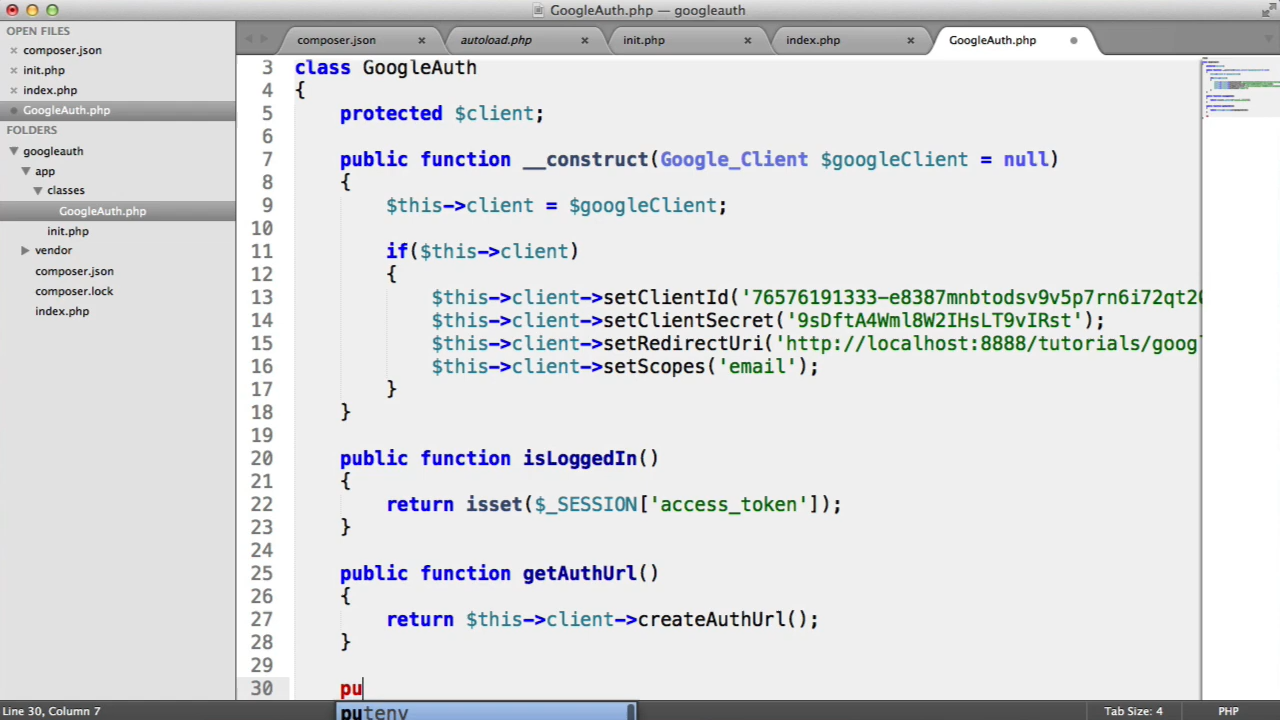 GoogleAuth.php — googleauth
OPEN FILES
composer.json
init.php
index.php
GoogleAuth.php
FOLDERS
googleauth
app
classes
GoogleAuth.php
init.php
vendor
composer.json
composer.lock
index.php
composer.json autoload.php init.php index.php GoogleAuth.php
3 class GoogleAuth
4 {
5 protected $client;
6
7 public function __construct(Google_Client $googleClient = null)
8 {
9 $this->client = $googleClient;
10
11 if($this->client)
12 {
13 $this->client->setClientId('76576191333-e8387mnbtodsv9v5p7rn6i72qt20
14 $this->client->setClientSecret('9sDftA4Wml8W2IHsLT9vIRst');
15 $this->client->setRedirectUri('http://localhost:8888/tutorials/goog
16 $this->client->setScopes('email');
17 }
18 }
19
20 public function isLoggedIn()
21 {
22 return isset($_SESSION['access_token']);
23 }
24
25 public function getAuthUrl()
26 {
27 return $this->client->createAuthUrl();
28 }
29
30 pu
putenv
Line 30, Column 7 Tab Size: 4 PHP